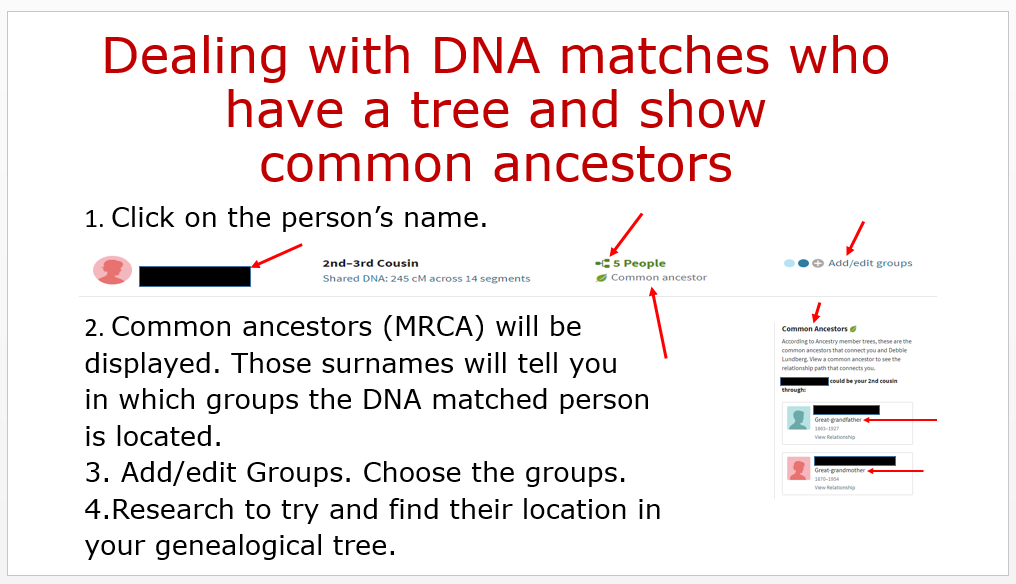 Dealing with DNA matches who
have a tree and show
common ancestors
1. Click on the person’s name.
2nd–3rd Cousin
Shared DNA: 245 cM across 14 segments
5 People
Common ancestor
Add/edit groups
2. Common ancestors (MRCA) will be
displayed. Those surnames will tell you
in which groups the DNA matched person
is located.
3. Add/edit Groups. Choose the groups.
4.Research to try and find their location in
your genealogical tree.
Common Ancestors
According to Ancestry member trees, these are the
common ancestors that connect you and Debbie
Lundberg. View a common ancestor to see the
relationship path that connects you.
could be your 2nd cousin
through:
Great-grandfather
1863–1927
View Relationship
Great-grandmother
1870–1954
View Relationship